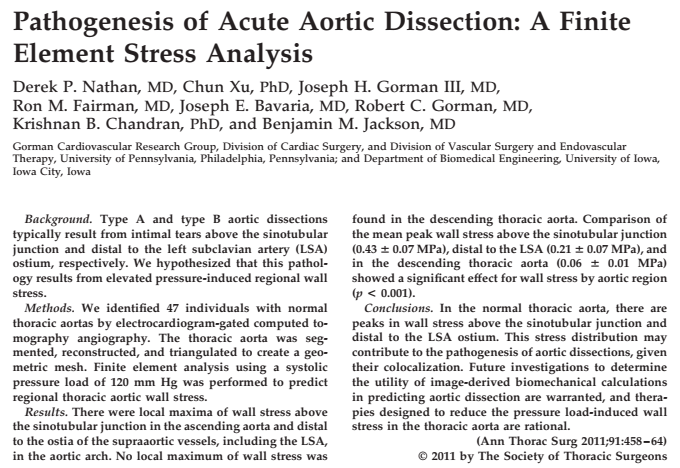 Pathogenesis of Acute Aortic Dissection: A Finite
Element Stress Analysis
Derek P. Nathan, MD, Chun Xu, PhD, Joseph H. Gorman III, MD,
Ron M. Fairman, MD, Joseph E. Bavaria, MD, Robert C. Gorman, MD,
Krishnan B. Chandran, PhD, and Benjamin M. Jackson, MD
Gorman Cardiovascular Research Group, Division of Cardiac Surgery, and Division of Vascular Surgery and Endovascular
Therapy, University of Pennsylvania, Philadelphia, Pennsylvania; and Department of Biomedical Engineering, University of Iowa,
Iowa City, Iowa
Background. Type A and type B aortic dissections
typically result from intimal tears above the sinotubular
junction and distal to the left subclavian artery (LSA)
ostium, respectively. We hypothesized that this pathol-
ogy results from elevated pressure-induced regional wall
stress.
Methods. We identified 47 individuals with normal
thoracic aortas by electrocardiogram-gated computed to-
mography angiography. The thoracic aorta was seg-
mented, reconstructed, and triangulated to create a geo-
metric mesh. Finite element analysis using a systolic
pressure load of 120 mm Hg was performed to predict
regional thoracic aortic wall stress.
Results. There were local maxima of wall stress above
the sinotubular junction in the ascending aorta and distal
to the ostia of the supraaortic vessels, including the LSA,
in the aortic arch. No local maximum of wall stress was
found in the descending thoracic aorta. Comparison of
the mean peak wall stress above the sinotubular junction
(0.43 ± 0.07 MPa), distal to the LSA (0.21 ± 0.07 MPa), and
in the descending thoracic aorta (0.06 ± 0.01 MPa)
showed a significant effect for wall stress by aortic region
(p < 0.001).
Conclusions. In the normal thoracic aorta, there are
peaks in wall stress above the sinotubular junction and
distal to the LSA ostium. This stress distribution may
contribute to the pathogenesis of aortic dissections, given
their colocalization. Future investigations to determine
the utility of image-derived biomechanical calculations
in predicting aortic dissection are warranted, and thera-
pies designed to reduce the pressure load-induced wall
stress in the thoracic aorta are rational.
(Ann Thorac Surg 2011;91:458–64)
© 2011 by The Society of Thoracic Surgeons